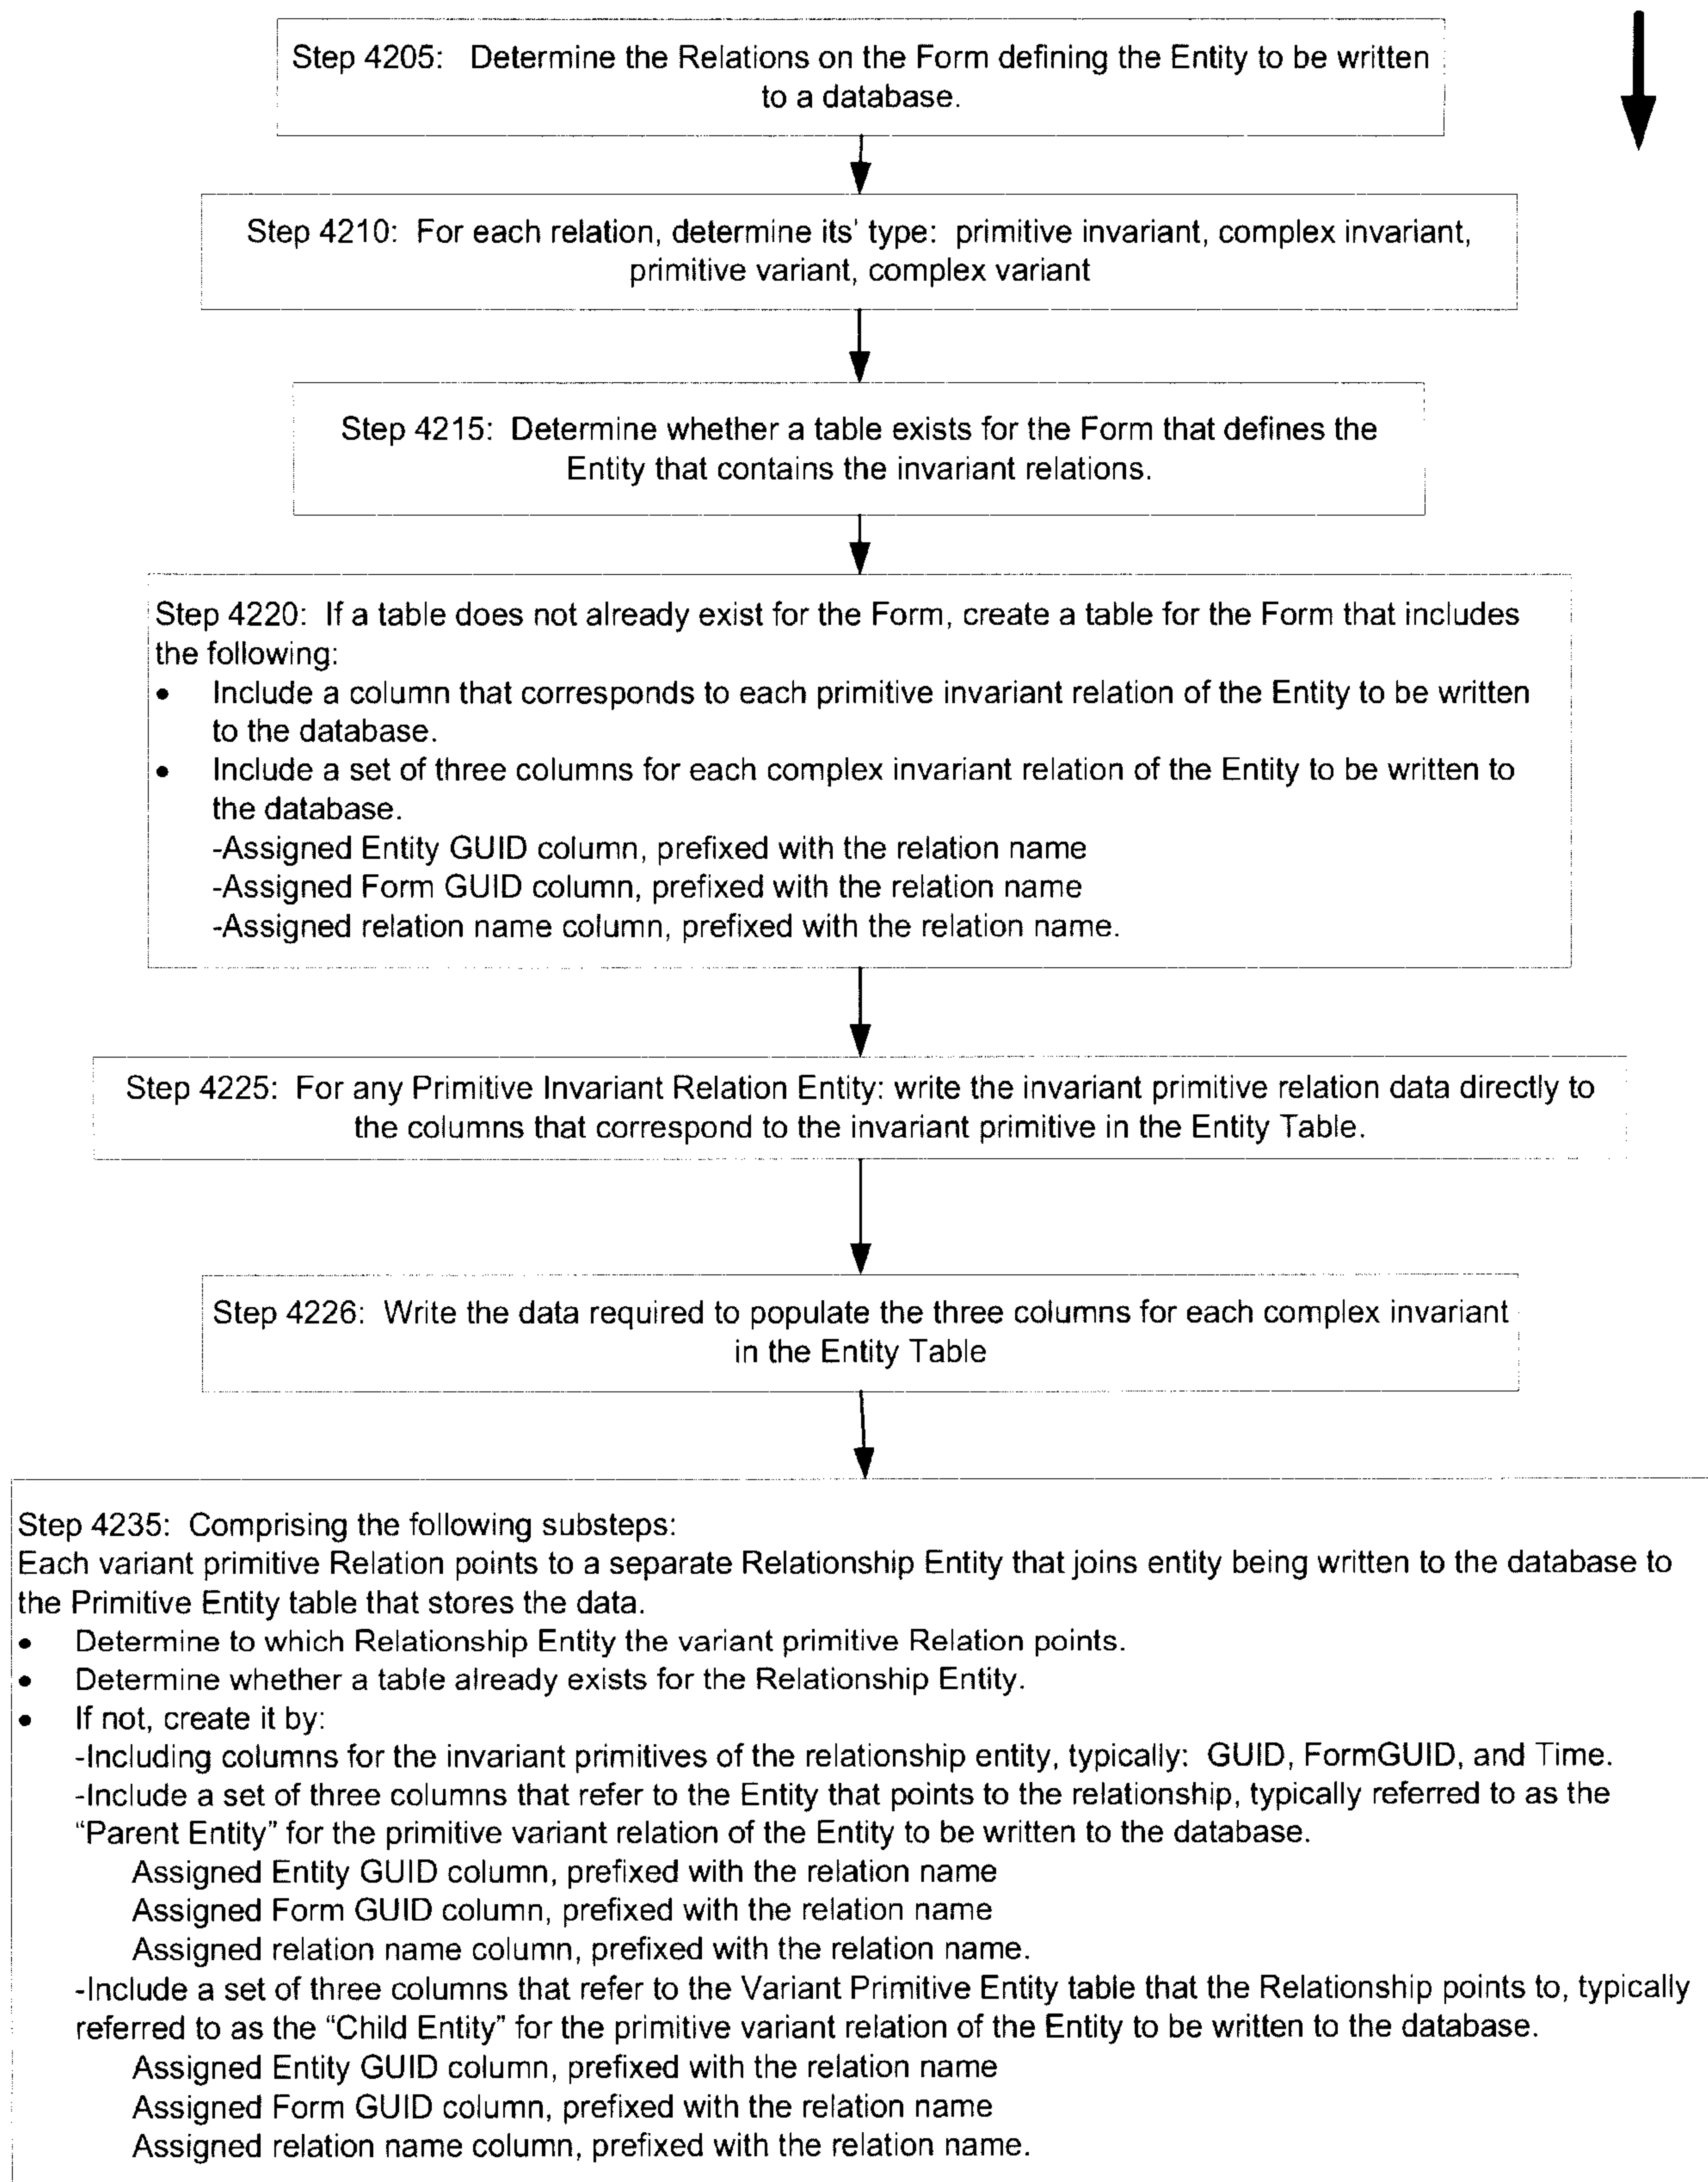 Step 4205: Determine the Relations on the Form defining the Entity to be written
to a database.
Step 4210: For each relation, determine its' type: primitive invariant, complex invariant,
primitive variant, complex variant
Step 4215: Determine whether a table exists for the Form that defines the
Entity that contains the invariant relations.
Step 4220: If a table does not already exist for the Form, create a table for the Form that includes
the following:
• Include a column that corresponds to each primitive invariant relation of the Entity to be written
to the database.
• Include a set of three columns for each complex invariant relation of the Entity to be written to
the database.
-Assigned Entity GUID column, prefixed with the relation name
-Assigned Form GUID column, prefixed with the relation name
-Assigned relation name column, prefixed with the relation name.
Step 4225: For any Primitive Invariant Relation Entity: write the invariant primitive relation data directly to
the columns that correspond to the invariant primitive in the Entity Table.
Step 4226: Write the data required to populate the three columns for each complex invariant
in the Entity Table
Step 4235: Comprising the following substeps:
Each variant primitive Relation points to a separate Relationship Entity that joins entity being written to the database to
the Primitive Entity table that stores the data.
• Determine to which Relationship Entity the variant primitive Relation points.
• Determine whether a table already exists for the Relationship Entity.
• If not, create it by:
-Including columns for the invariant primitives of the relationship entity, typically: GUID, FormGUID, and Time.
-Include a set of three columns that refer to the Entity that points to the relationship, typically referred to as the
“Parent Entity” for the primitive variant relation of the Entity to be written to the database.
Assigned Entity GUID column, prefixed with the relation name
Assigned Form GUID column, prefixed with the relation name
Assigned relation name column, prefixed with the relation name.
-Include a set of three columns that refer to the Variant Primitive Entity table that the Relationship points to, typically
referred to as the “Child Entity” for the primitive variant relation of the Entity to be written to the database.
Assigned Entity GUID column, prefixed with the relation name
Assigned Form GUID column, prefixed with the relation name
Assigned relation name column, prefixed with the relation name.